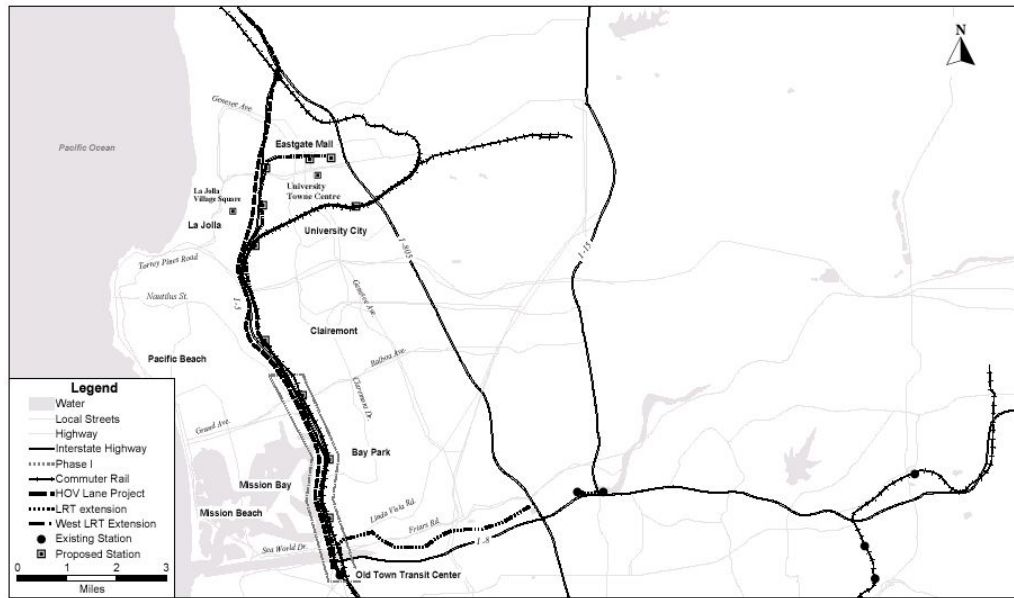 N
Genesee Ave.
Eastgate Mall
Pacific Ocean
La Jolla
Village Square
University
Towne Centre
La Jolla
University City
I-805
I-15
Torrey Pines Road
Nautilus St.
I-5
Genesee Ave.
Clairemont
Pacific Beach
Balboa Ave.
Clairemont Dr.
Grand Ave.
Bay Park
Mission Bay
Mission Beach
Linda Vista Rd.
Friars Rd.
Sea World Dr.
I-8
Old Town Transit Center
Legend
Water
Local Streets
Highway
Interstate Highway
Phase I
Commuter Rail
HOV Lane Project
LRT extension
West LRT Extension
Existing Station
Proposed Station
0 1 2 3
Miles